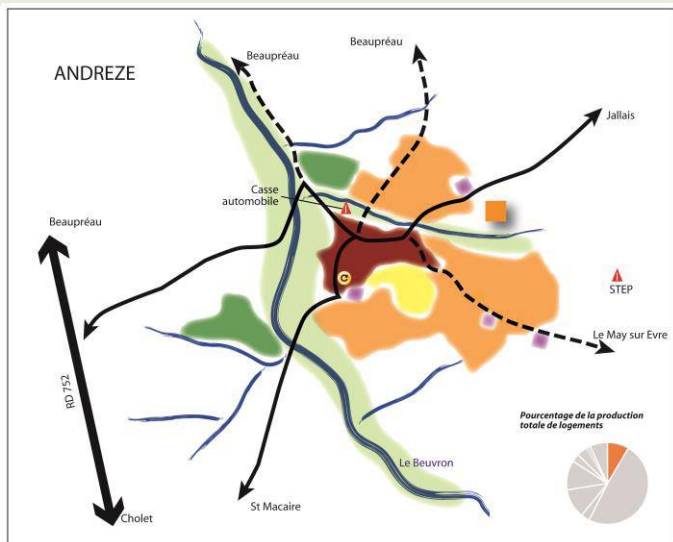 Beaupréau
ANDREZE
Beaupréau
Jallais
Casse
automobile
Beaupréau
STEP
Le May sur Evre
RD 752
Pourcentage de la production
totale de logements
Le Beuvron
St Macaire
Cholet